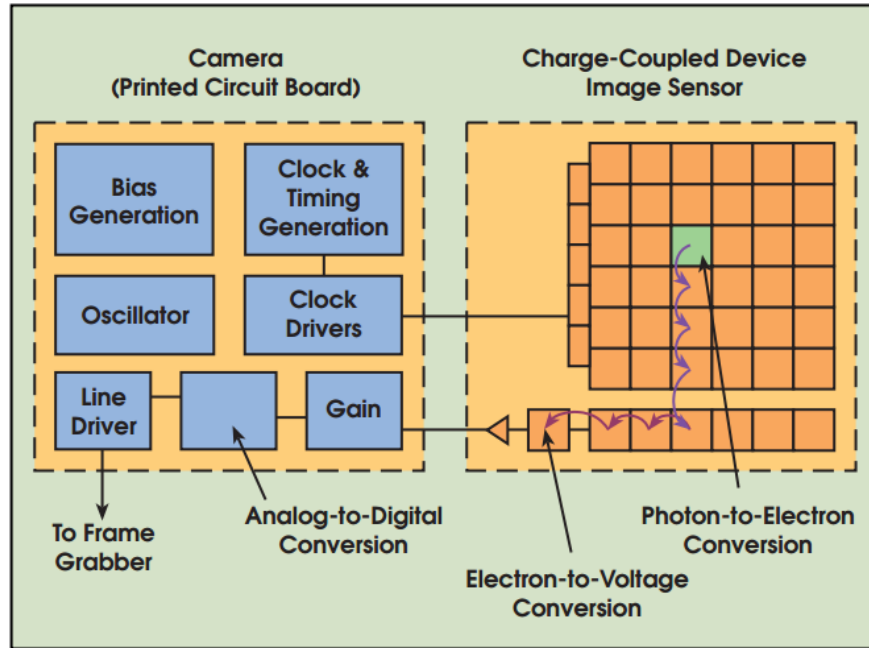 Camera
(Printed Circuit Board)
Charge-Coupled Device
Image Sensor
Bias
Generation
Clock &
Timing
Generation
Oscillator
Clock
Drivers
Line
Driver
Gain
To Frame
Grabber
Analog-to-Digital
Conversion
Electron-to-Voltage
Conversion
Photon-to-Electron
Conversion